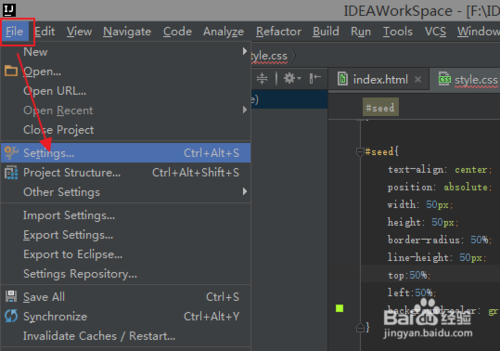 IDEAWorkSpace - [F:\ID
File Edit View Navigate Code Analyze Refactor Build Run Tools VCS Window
New
Open...
Open URL...
Open Recent
Close Project
Settings... Ctrl+Alt+S
Project Structure... Ctrl+Alt+Shift+S
Other Settings
Import Settings...
Export Settings...
Export to Eclipse...
Settings Repository...
Save All Ctrl+S
Synchronize Ctrl+Alt+Y
Invalidate Caches / Restart...
style.css
index.html style.css
#seed
#seed{
text-align: center;
position: absolute;
width: 50px;
height: 50px;
border-radius: 50%;
line-height: 50px;
top:50%;
left:50%;
}
Baidu 经验
jingyan.baidu.com